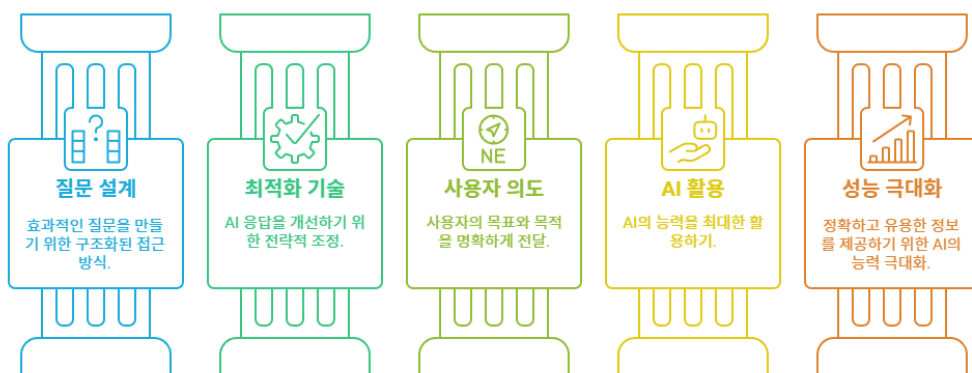 질문 설계
효과적인 질문을 만들
기 위한 구조화된 접근
방식.
최적화 기술
AI 응답을 개선하기 위
한 전략적 조정.
NE
사용자 의도
사용자의 목표와 목적
을 명확하게 전달.
AI 활용
AI의 능력을 최대한 활
용하기.
성능 극대화
정확하고 유용한 정보
를 제공하기 위한 AI의
능력 극대화.